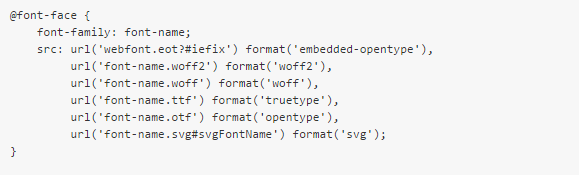 @font-face {
    font-family: font-name;
    src: url('webfont.eot?#iefix') format('embedded-opentype'),
         url('font-name.woff2') format('woff2'),
         url('font-name.woff') format('woff'),
         url('font-name.ttf') format('truetype'),
         url('font-name.otf') format('opentype'),
         url('font-name.svg#svgFontName') format('svg');
}